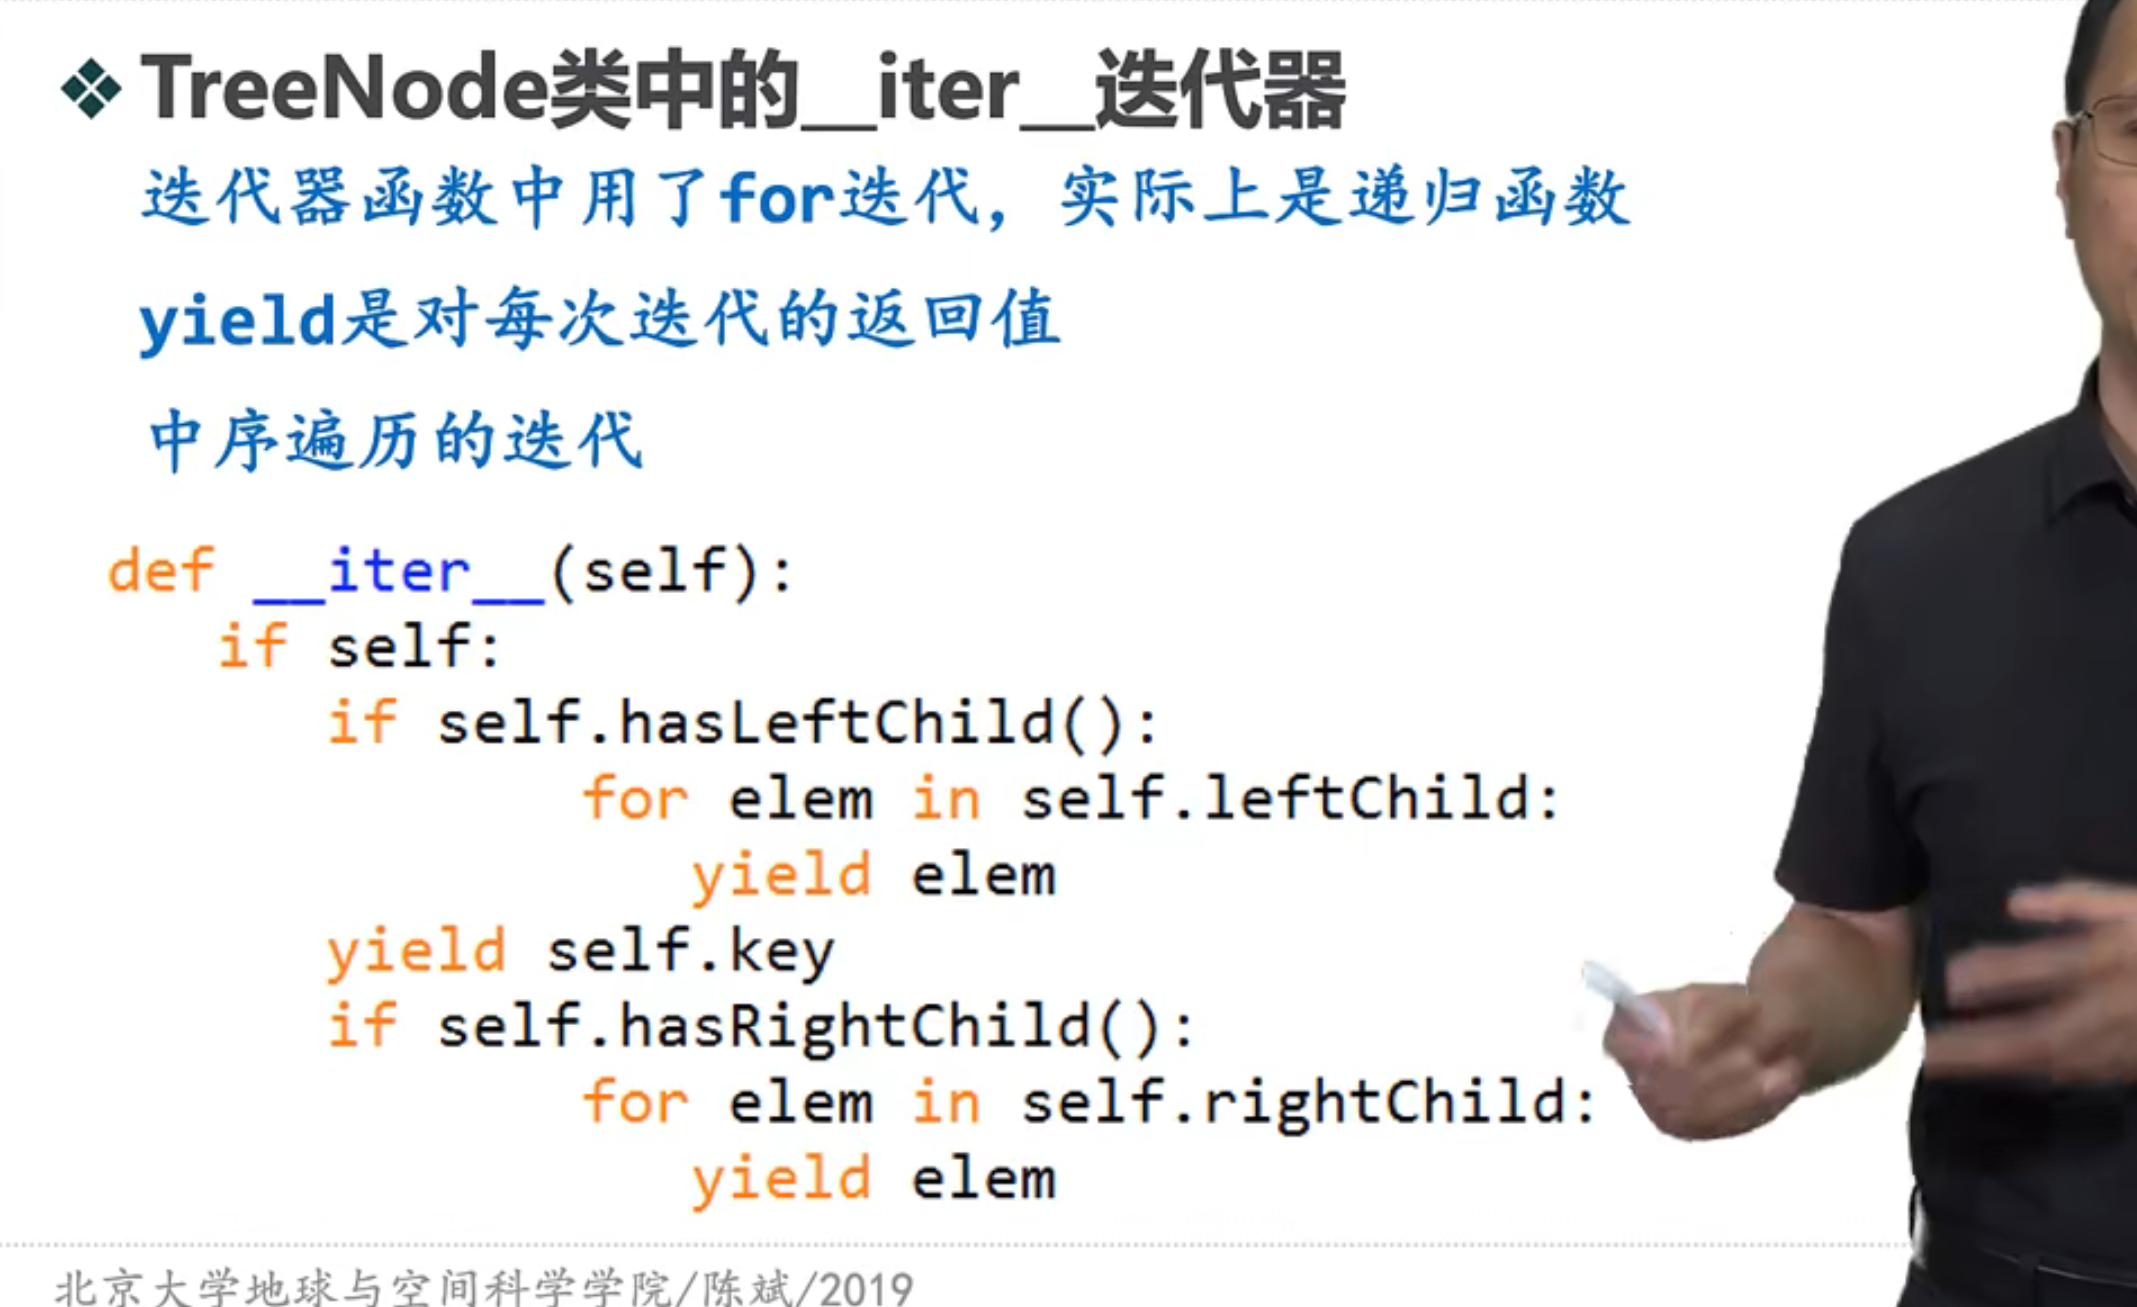 TreeNode类中的__iter__迭代器
迭代器函数中用了for迭代，实际上是递归函数
yield是对每次迭代的返回值
中序遍历的迭代
def __iter__(self):
if self:
if self.hasLeftChild():
for elem in self.leftChild:
yield elem
yield self.key
if self.hasRightChild():
for elem in self.rightChild:
yield elem
北京大学地球与空间科学学院/陈斌/2019